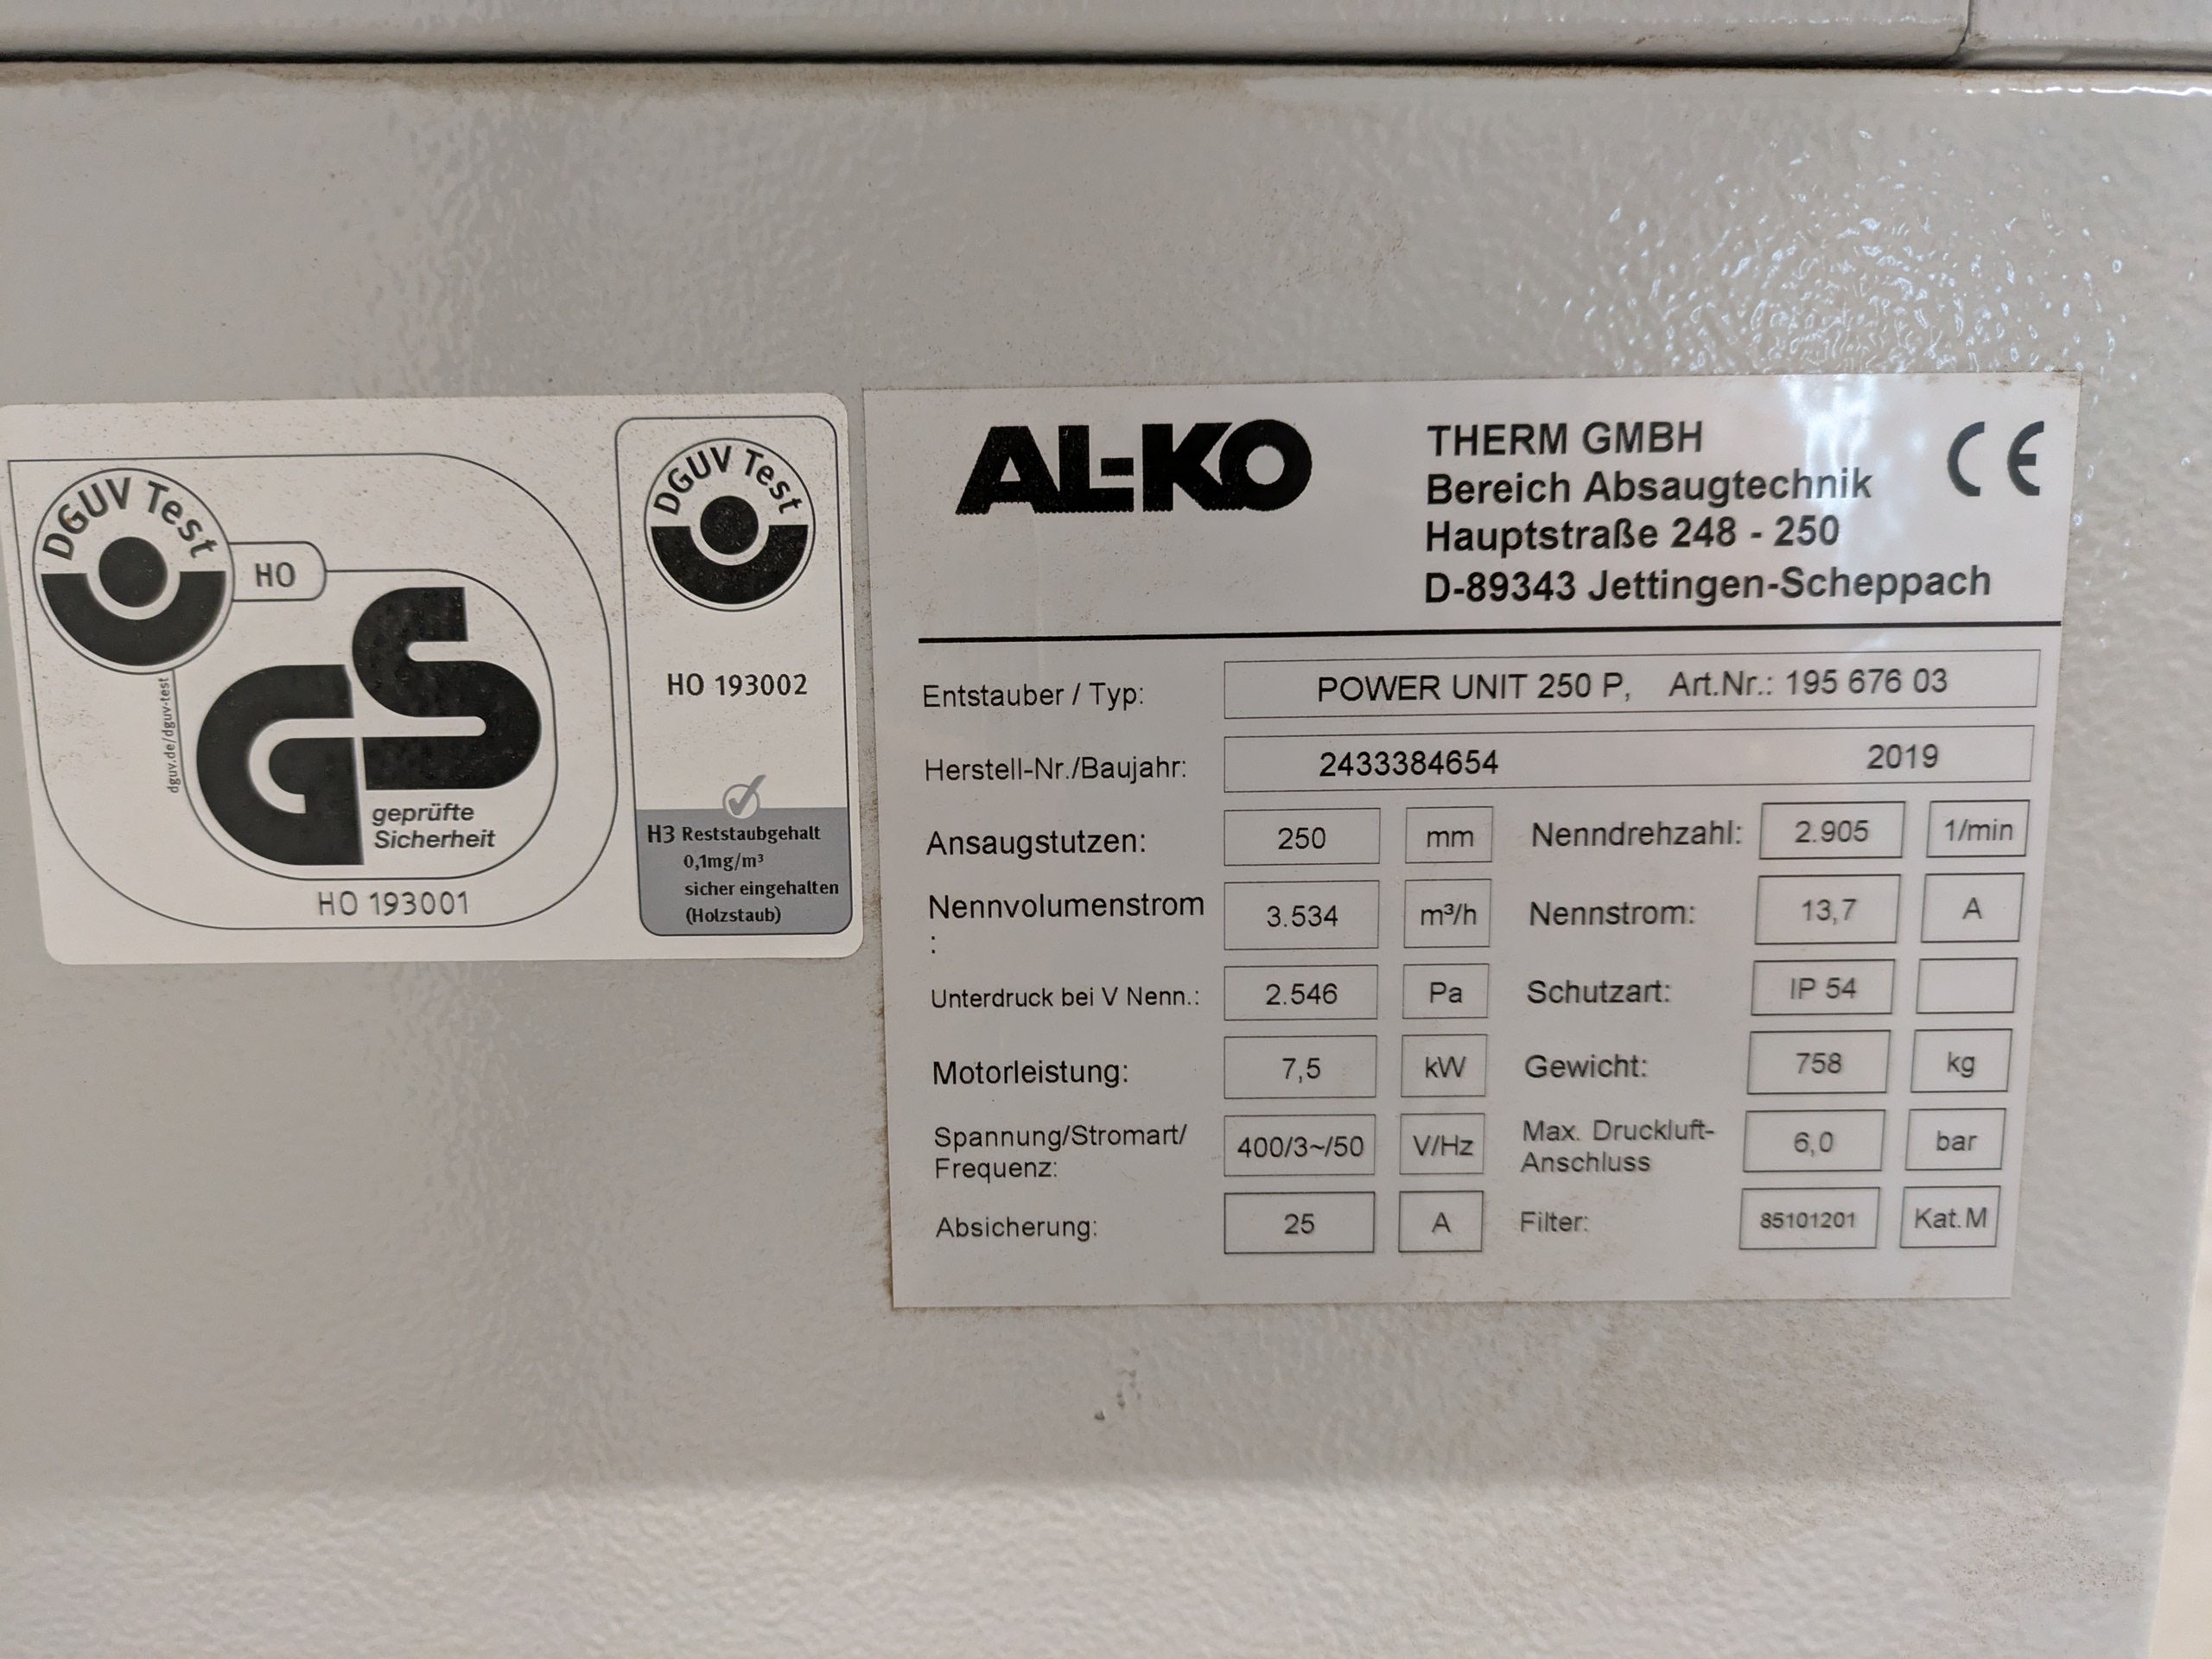 DGUV Test
HO
dguv.de/dguv-test
GS
geprüfte
Sicherheit
HO 193001
DGUV Test
HO 193002
H3 Reststaubgehalt
0,1mg/m³
sicher eingehalten
(Holzstaub)
AL-KO
THERM GMBH
Bereich Absaugtechnik
Hauptstraße 248 - 250
D-89343 Jettingen-Scheppach
CE
Entstauber / Typ: POWER UNIT 250 P, Art.Nr.: 195 676 03
Herstell-Nr./Baujahr: 2433384654 2019
Ansaugstutzen: 250 mm Nenndrehzahl: 2.905 1/min
Nennvolumenstrom
: 3.534 m³/h Nennstrom: 13,7 A
Unterdruck bei V Nenn.: 2.546 Pa Schutzart: IP 54
Motorleistung: 7,5 kW Gewicht: 758 kg
Spannung/Stromart/
Frequenz: 400/3~/50 V/Hz Max. Druckluft-
Anschluss 6,0 bar
Absicherung: 25 A Filter: 85101201 Kat.M